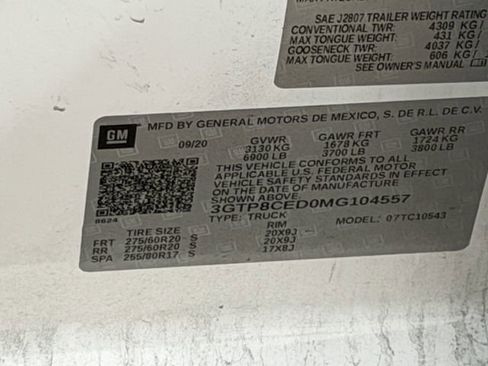 SAE J2807 TRAILER WEIGHT RATING
CONVENTIONAL TWR: 4309 KG /
MAX TONGUE WEIGHT: 431 KG /
GOOSENECK TWR: 4037 KG /
MAX TONGUE WEIGHT: 606 KG /
SEE OWNER'S MANUAL
GM
MFD BY GENERAL MOTORS DE MEXICO, S. DE R.L. DE C.V.
09/20 GVWR GAWR FRT GAWR RR
3130 KG 1678 KG 1724 KG
6900 LB 3700 LB 3800 LB
THIS VEHICLE CONFORMS TO ALL
APPLICABLE U.S. FEDERAL MOTOR
VEHICLE SAFETY STANDARDS IN EFFECT
ON THE DATE OF MANUFACTURE
SHOWN ABOVE
3GTP8CED0MG104557
8624 TYPE: TRUCK MODEL: 07TC10543
TIRE SIZE RIM
FRT 275/60R20 S 20X9J
RR 275/60R20 S 20X9J
SPA 255/80R17 S 17X8J